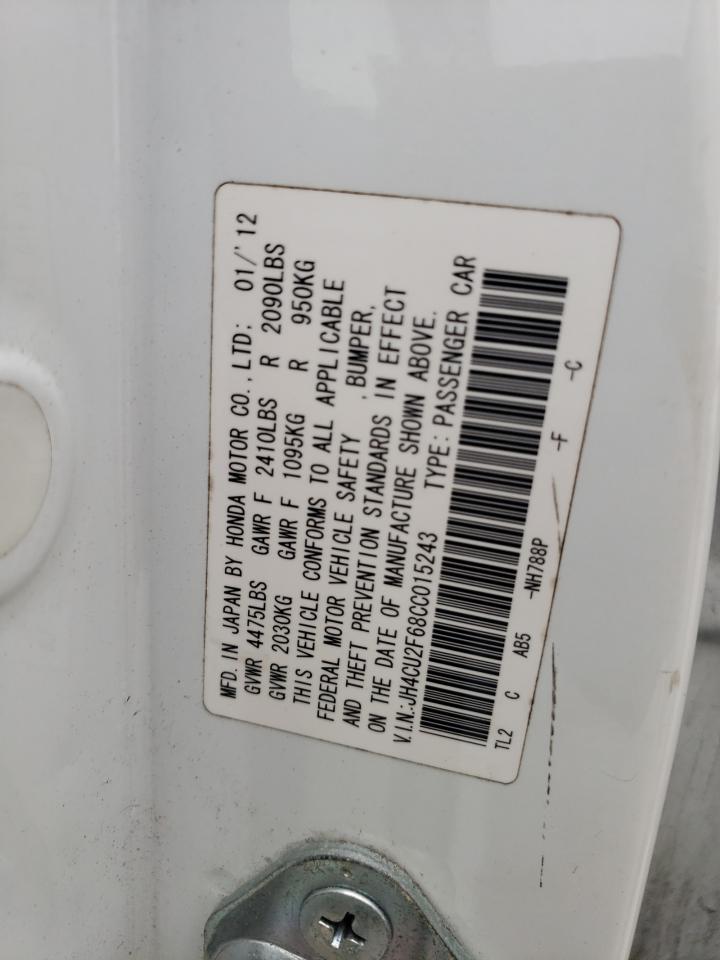 MFD. IN JAPAN BY HONDA MOTOR CO., LTD: 01/'12
GVWR 4475LBS GAWR F 2410LBS R 2090LBS
GVWR 2030KG GAWR F 1095KG R 950KG
THIS VEHICLE CONFORMS TO ALL APPLICABLE
FEDERAL MOTOR VEHICLE SAFETY , BUMPER,
AND THEFT PREVENTION STANDARDS IN EFFECT
ON THE DATE OF MANUFACTURE SHOWN ABOVE.
V.I.N.:JH4CU2F68CC015243 TYPE: PASSENGER CAR
TL2 C AB5 -NH788P -F -C